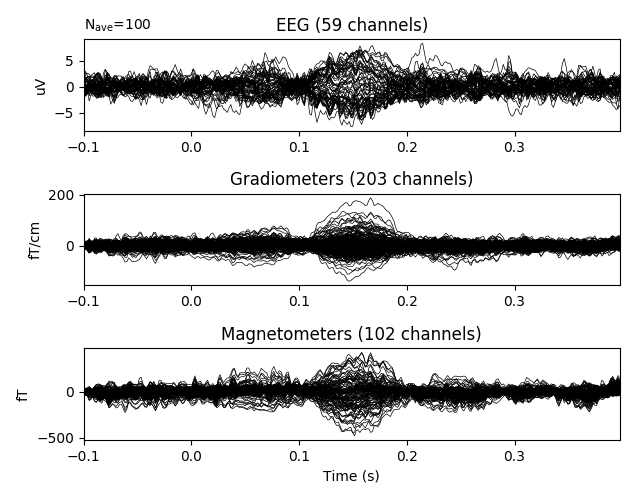 N_ave=100
EEG (59 channels)
5
0
−5
uV
−0.1 0.0 0.1 0.2 0.3
Gradiometers (203 channels)
200
0
fT/cm
−0.1 0.0 0.1 0.2 0.3
Magnetometers (102 channels)
0
−500
fT
−0.1 0.0 0.1 0.2 0.3
Time (s)